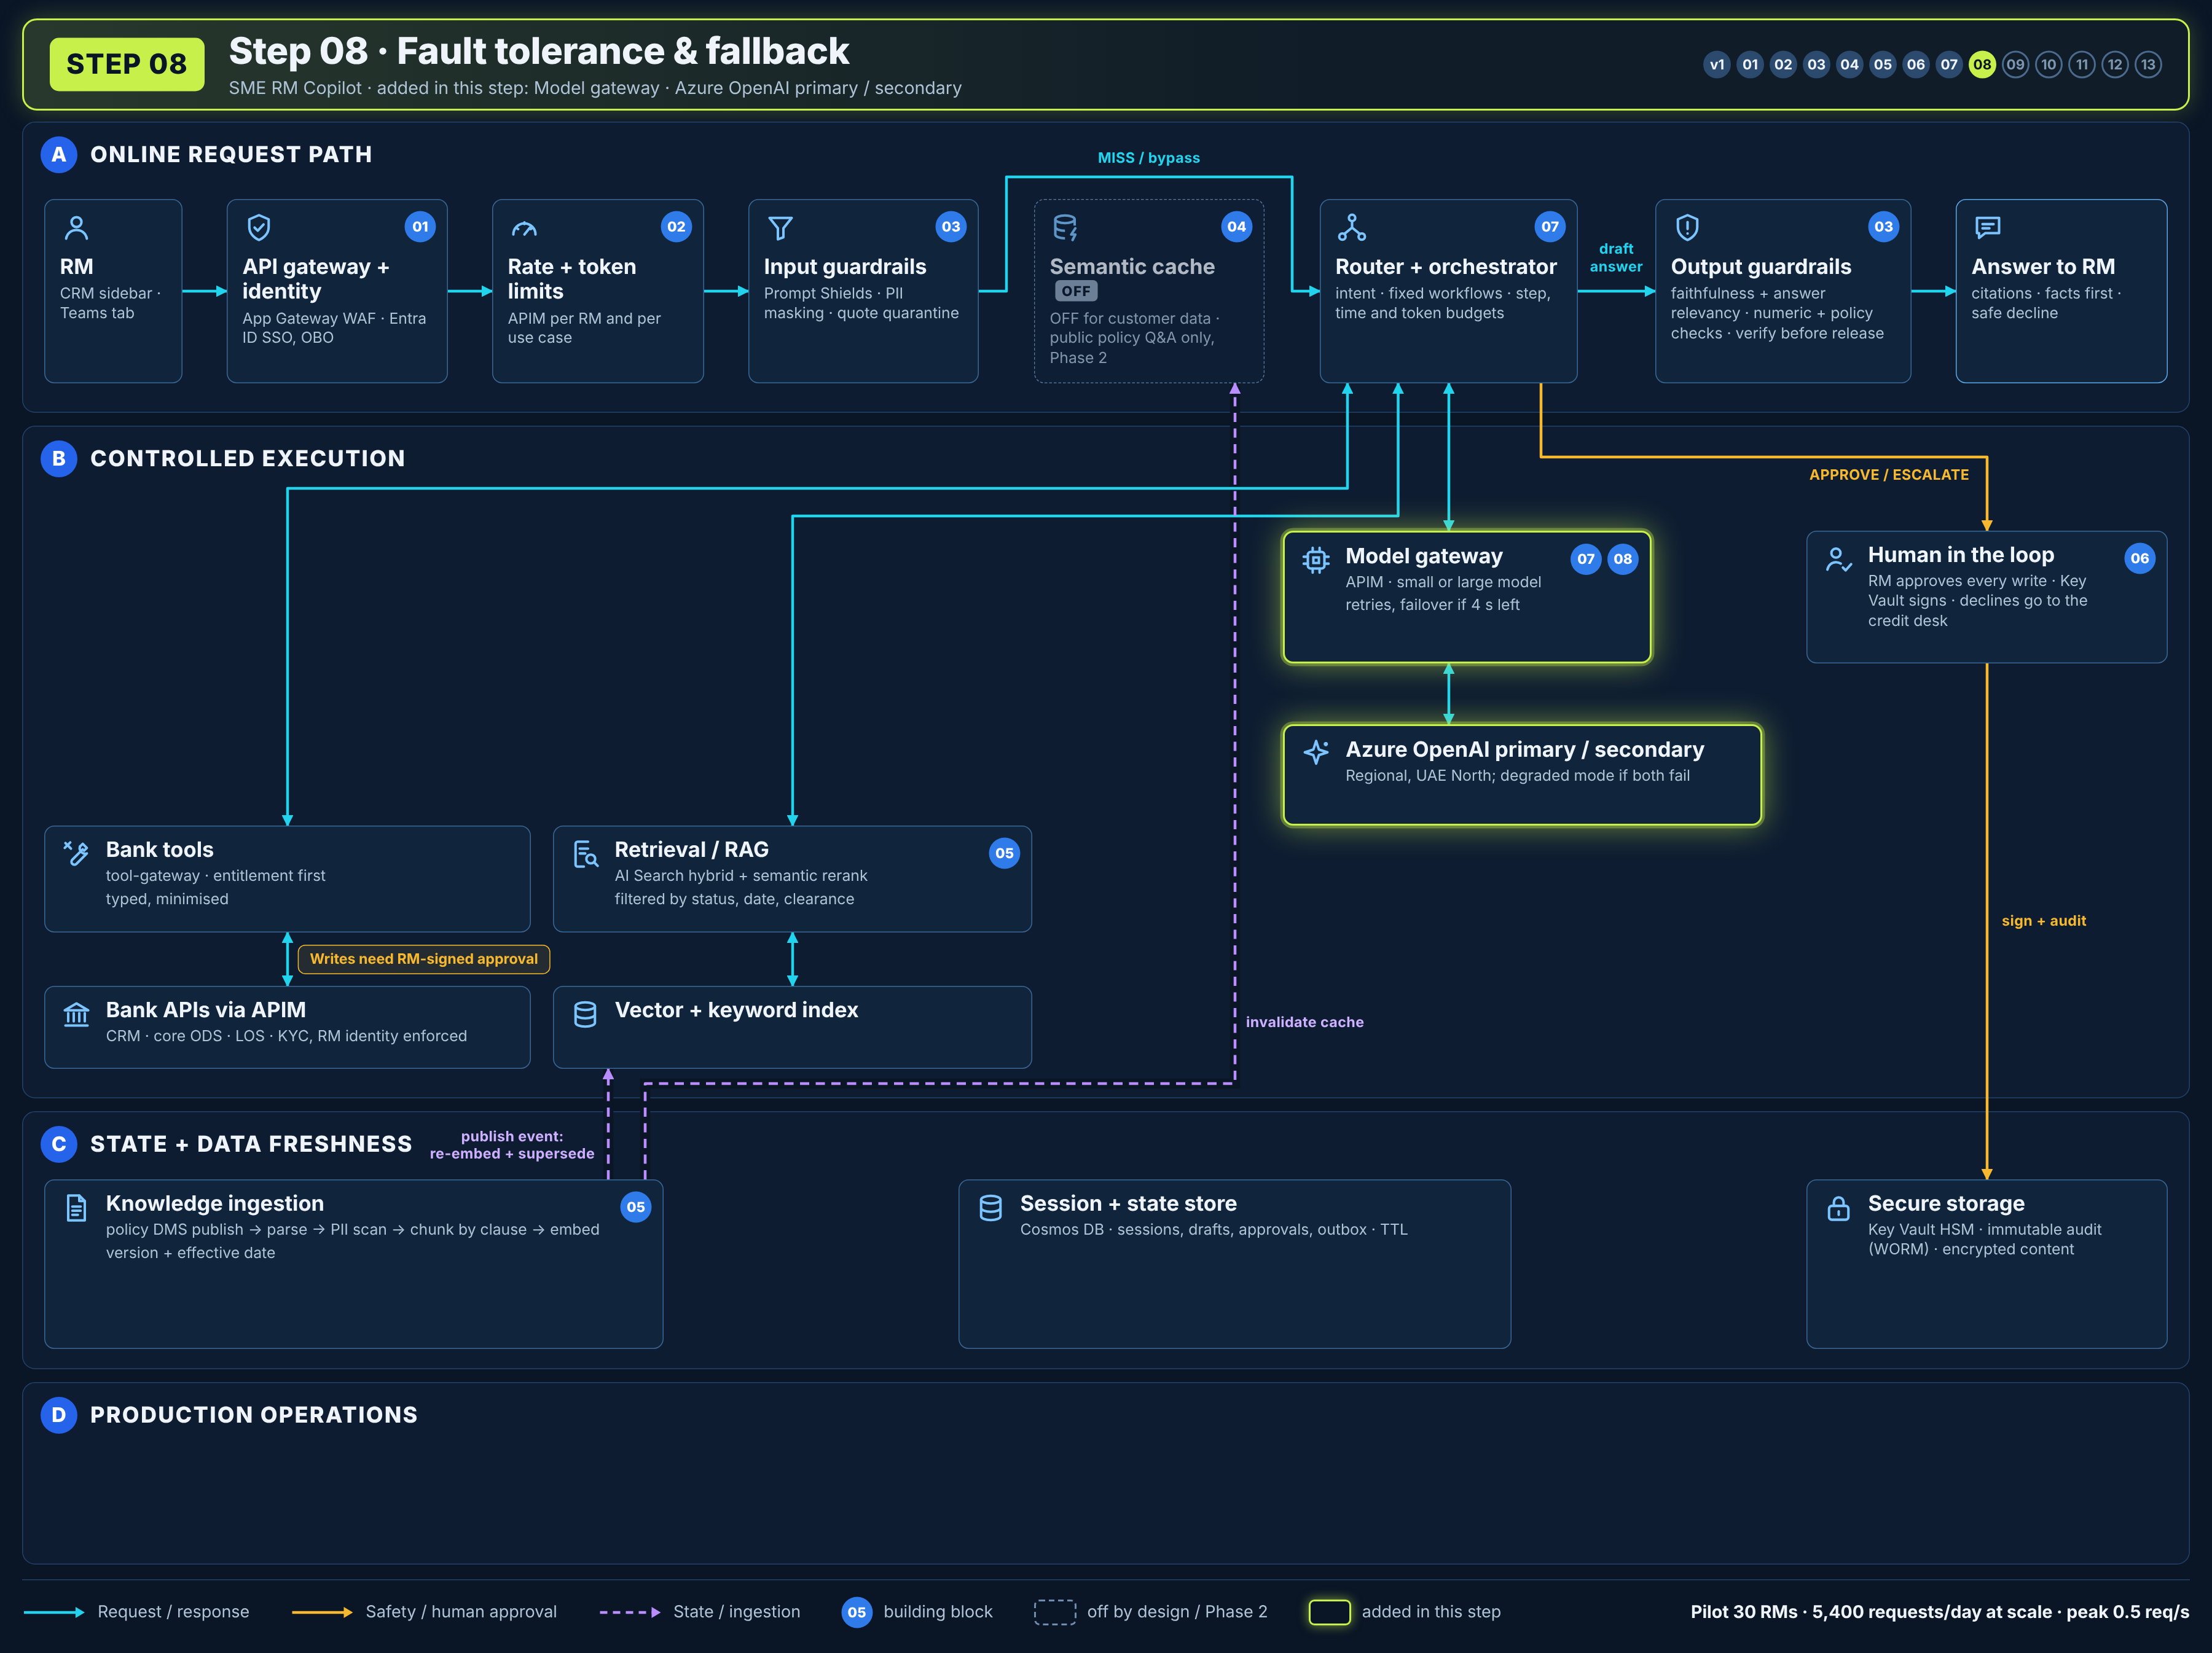 STEP 08
Step 08 · Fault tolerance & fallback
SME RM Copilot · added in this step: Model gateway · Azure OpenAI primary / secondary
v1 01 02 03 04 05 06 07 08 09 10 11 12 13
A ONLINE REQUEST PATH
MISS / bypass
RM
CRM sidebar ·
Teams tab
01
API gateway +
identity
App Gateway WAF · Entra
ID SSO, OBO
02
Rate + token
limits
APIM per RM and per
use case
03
Input guardrails
Prompt Shields · PII
masking · quote quarantine
04
Semantic cache
OFF
OFF for customer data ·
public policy Q&A only,
Phase 2
07
Router + orchestrator
intent · fixed workflows · step,
time and token budgets
draft
answer
03
Output guardrails
faithfulness + answer
relevancy · numeric + policy
checks · verify before release
Answer to RM
citations · facts first ·
safe decline
B CONTROLLED EXECUTION
APPROVE / ESCALATE
Model gateway 07 08
APIM · small or large model
retries, failover if 4 s left
Human in the loop 06
RM approves every write · Key
Vault signs · declines go to the
credit desk
Azure OpenAI primary / secondary
Regional, UAE North; degraded mode if both fail
Bank tools
tool-gateway · entitlement first
typed, minimised
Retrieval / RAG 05
AI Search hybrid + semantic rerank
filtered by status, date, clearance
sign + audit
Writes need RM-signed approval
Bank APIs via APIM
CRM · core ODS · LOS · KYC, RM identity enforced
Vector + keyword index
invalidate cache
C STATE + DATA FRESHNESS
publish event:
re-embed + supersede
Knowledge ingestion 05
policy DMS publish → parse → PII scan → chunk by clause → embed
version + effective date
Session + state store
Cosmos DB · sessions, drafts, approvals, outbox · TTL
Secure storage
Key Vault HSM · immutable audit
(WORM) · encrypted content
D PRODUCTION OPERATIONS
Request / response
Safety / human approval
State / ingestion
05 building block
off by design / Phase 2
added in this step
Pilot 30 RMs · 5,400 requests/day at scale · peak 0.5 req/s